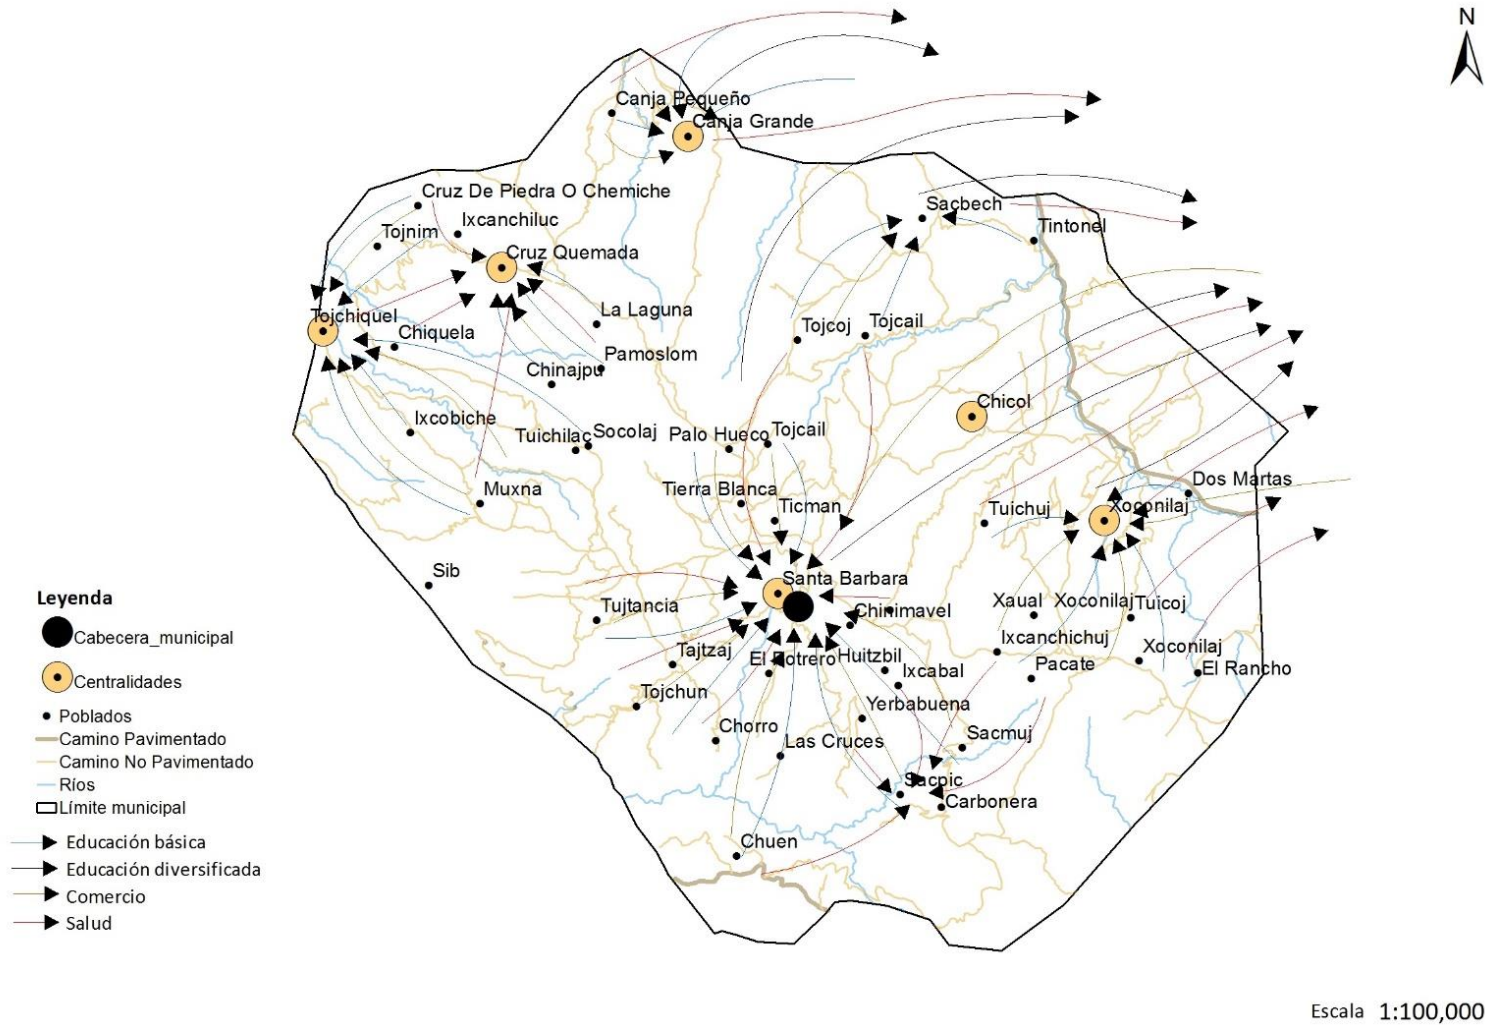 N
Canja Pequeño
Canja Grande
Cruz De Piedra O Chemiche
Ixcanchiluc
Sacbech
Tojnim
Tintonel
Cruz Quemada
La Laguna
Tojchiquel
Chiquela
Tojcoj
Tojcail
Pamoslom
Chinajpu
Chicol
Ixcobiche
Tuichilac
Socolaj
Palo Hueco
Tojcail
Muxna
Tierra Blanca
Dos Martas
Ticman
Tuichuj
Xoconilaj
Sib
Santa Barbara
Tujtancia
Chinimavel
Xaual
Xoconilaj
Tuicoj
Ixcanchichuj
Tajtzaj
El Potrero
Huitzbil
Ixcabal
Xoconilaj
Pacate
El Rancho
Tojchun
Yerbabuena
Chorro
Las Cruces
Sacmuj
Sacpic
Carbonera
Chuen
Leyenda
Cabecera_municipal
Centralidades
Poblados
Camino Pavimentado
Camino No Pavimentado
Ríos
Límite municipal
Educación básica
Educación diversificada
Comercio
Salud
Escala 1:100,000